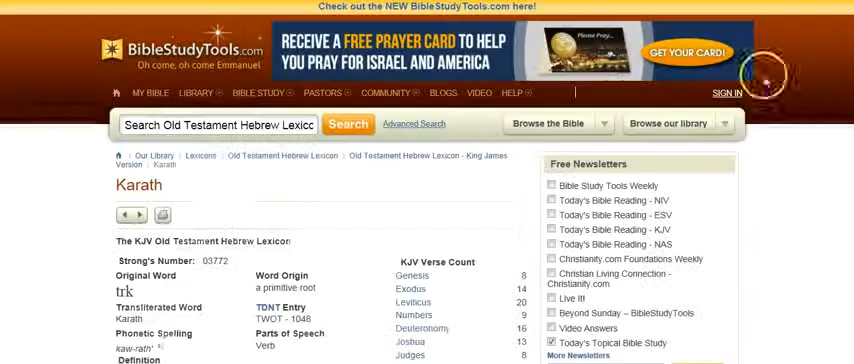 Check out the NEW BibleStudyTools.com here!
BibleStudyTools.com
Oh come, oh come Emmanuel
RECEIVE A FREE PRAYER CARD TO HELP
YOU PRAY FOR ISRAEL AND AMERICA
Please Pray...
GET YOUR CARD!
MY BIBLE LIBRARY BIBLE STUDY PASTORS COMMUNITY BLOGS VIDEO HELP SIGN IN
Search Old Testament Hebrew Lexicc Search Advanced Search Browse the Bible Browse our library
Our Library Lexicons Old Testament Hebrew Lexicon Old Testament Hebrew Lexicon - King James
Version Karath
Karath
The KJV Old Testament Hebrew Lexicon
Strong's Number: 03772
Original Word Word Origin
trk a primitive root
Transliterated Word TDNT Entry
Karath TWOT - 1048
Phonetic Spelling Parts of Speech
kaw-rath' Verb
Definition
KJV Verse Count
Genesis 8
Exodus 14
Leviticus 20
Numbers 9
Deuteronomy 16
Joshua 13
Judges 8
Free Newsletters
Bible Study Tools Weekly
Today's Bible Reading - NIV
Today's Bible Reading - ESV
Today's Bible Reading - KJV
Today's Bible Reading - NAS
Christianity.com Foundations Weekly
Christian Living Connection -
Christianity.com
Live It!
Beyond Sunday – BibleStudyTools
Video Answers
Today's Topical Bible Study
More Newsletters